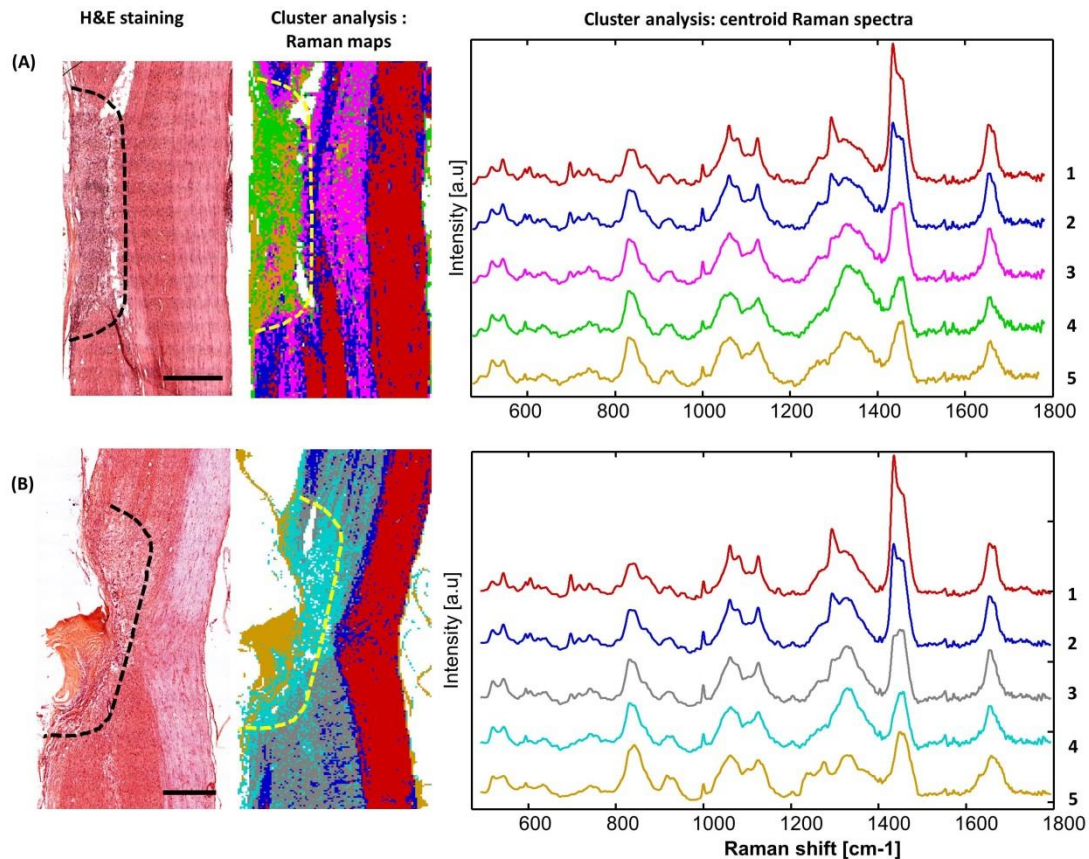 H&E staining
Cluster analysis :
Raman maps
Cluster analysis: centroid Raman spectra
(A)
Intensity [a.u]
1
2
3
4
5
600 800 1000 1200 1400 1600 1800
(B)
Intensity [a.u]
1
2
3
4
5
600 800 1000 1200 1400 1600 1800
Raman shift [cm-1]